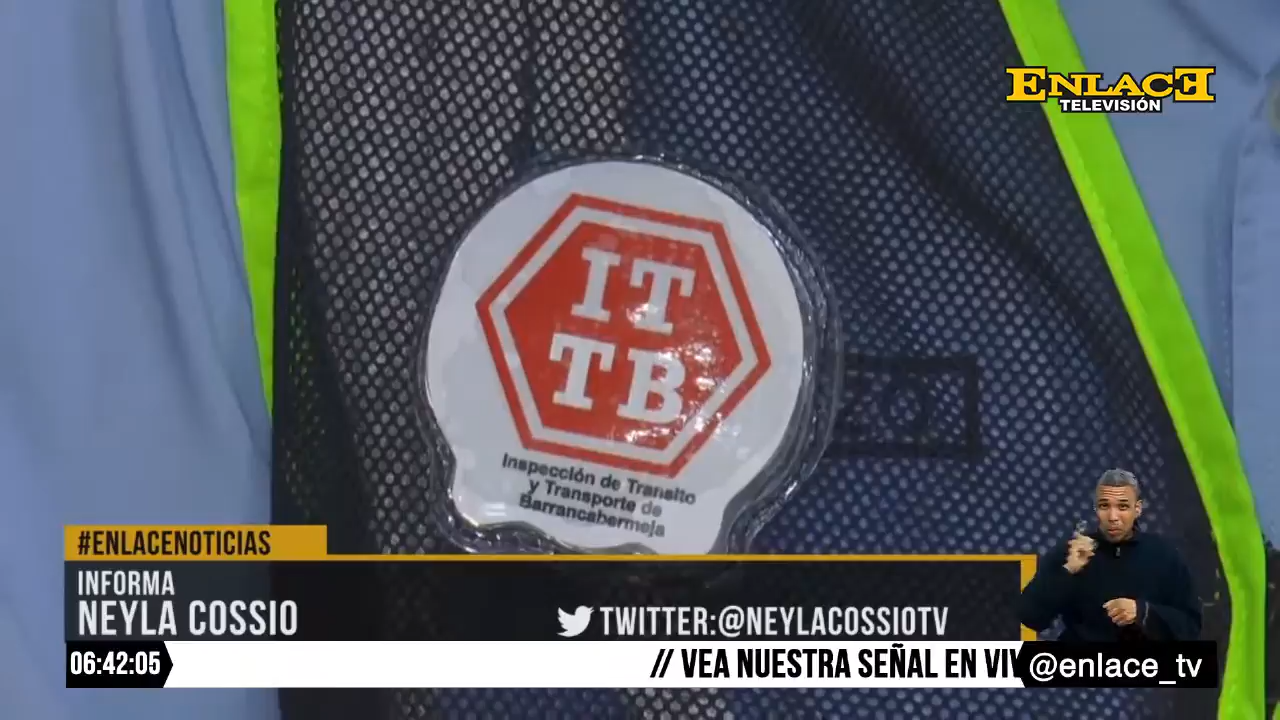 ENLACE
TELEVISIÓN
IT
TB
Inspección de Transito
y Transporte de
Barrancabermeja
#ENLACENOTICIAS
INFORMA
NEYLA COSSIO
TWITTER:@NEYLACOSSIOTV
06:42:05
// VEA NUESTRA SEÑAL EN VIV
@enlace_tv